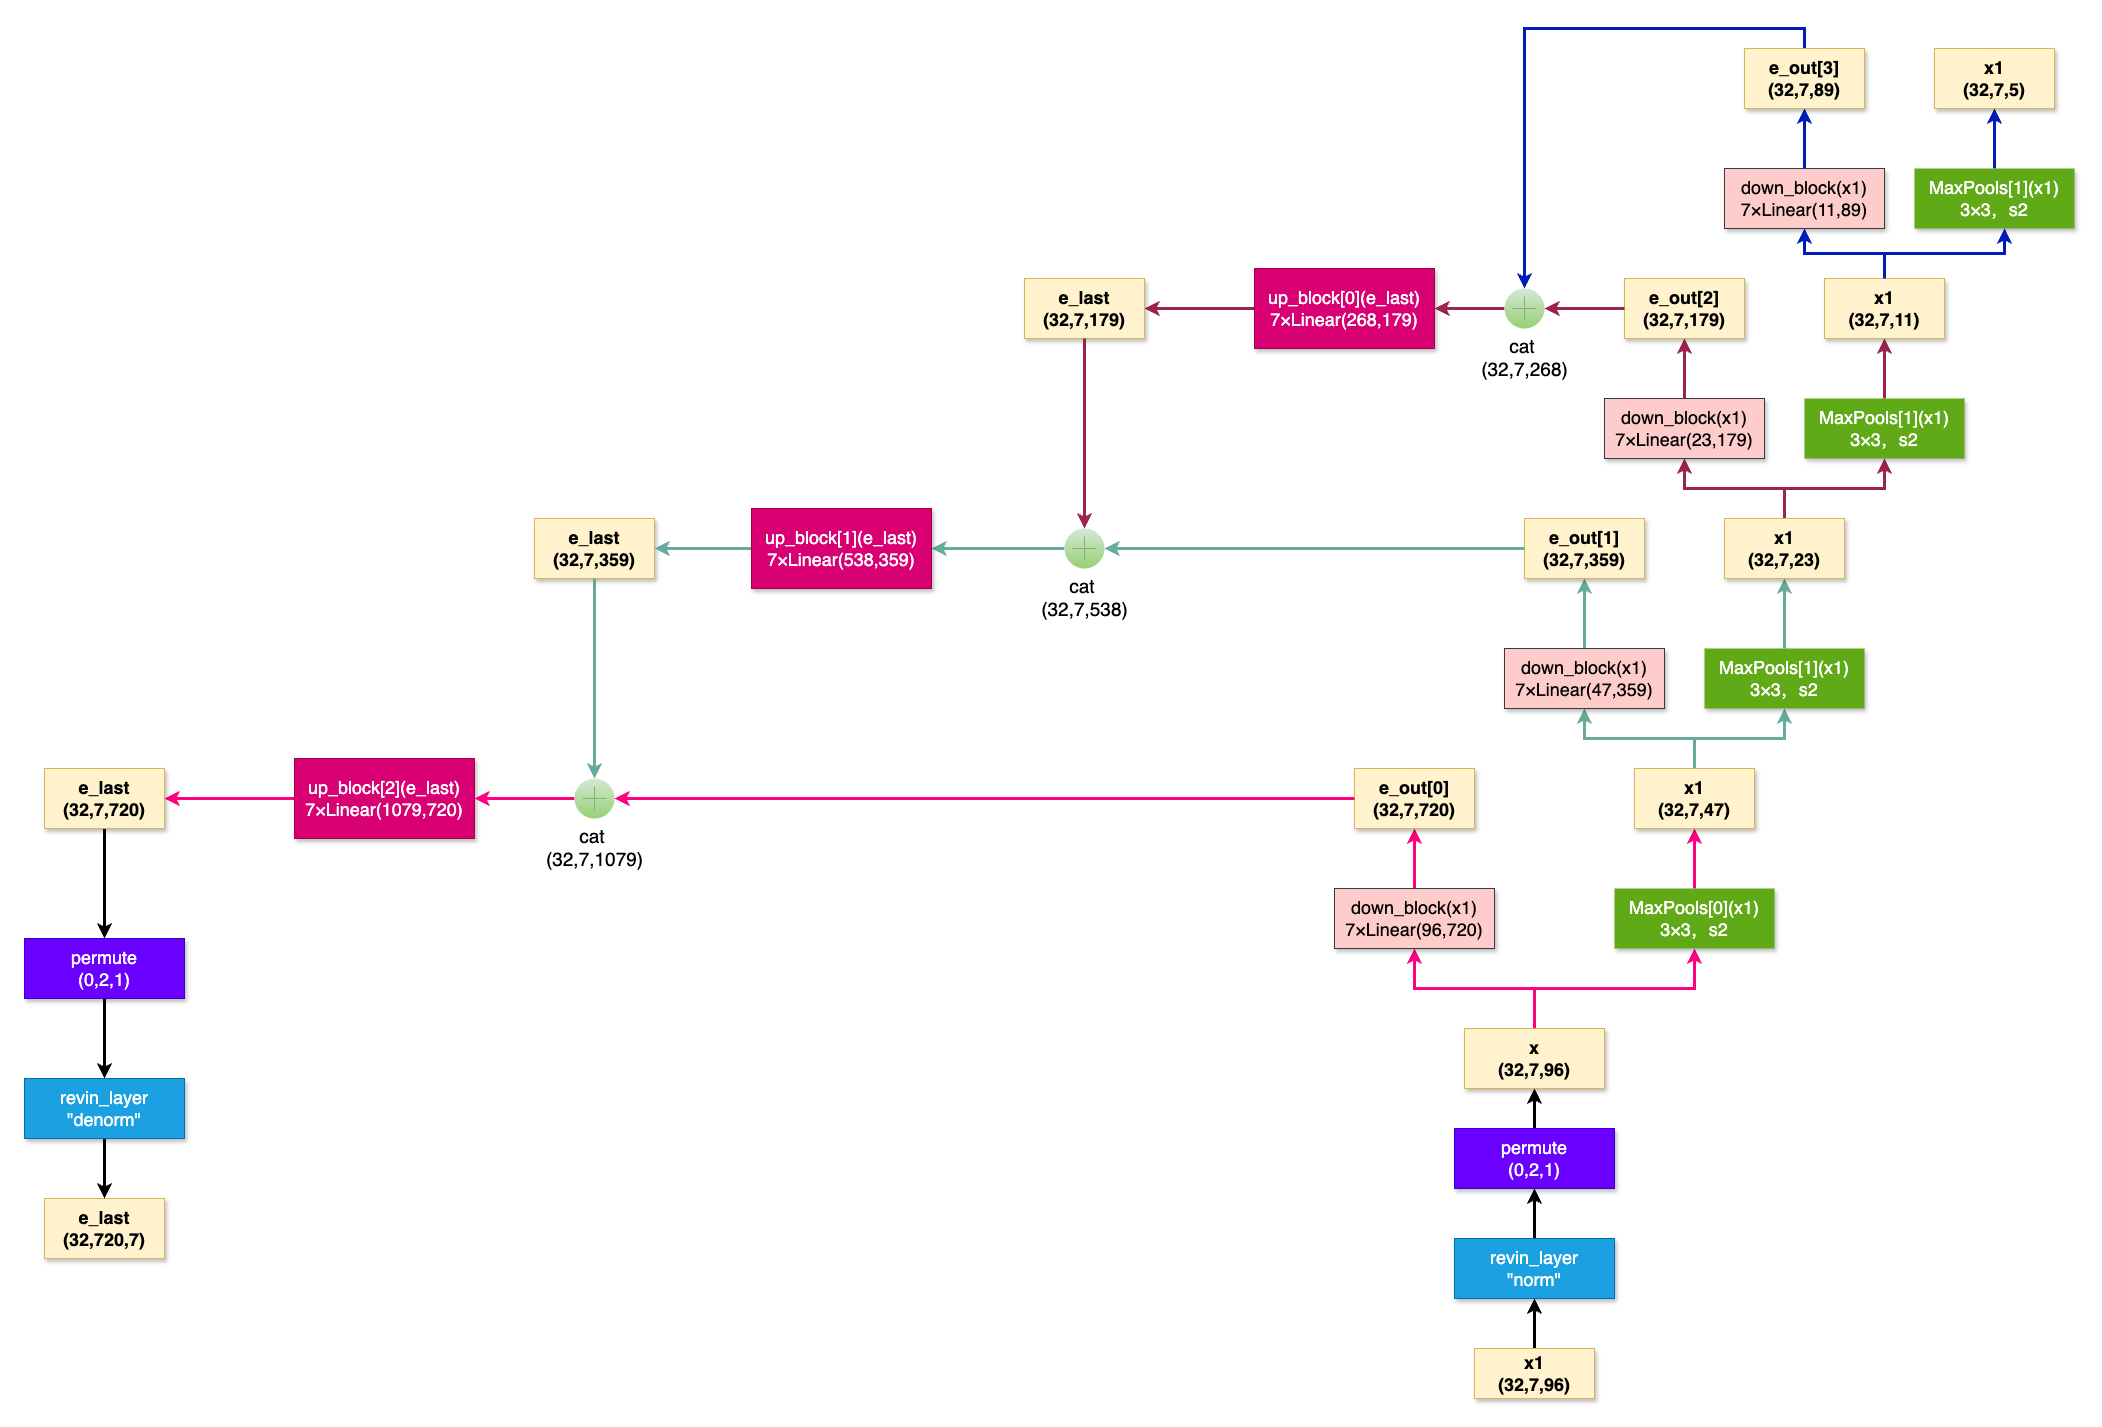 e_out[3]
(32,7,89)
x1
(32,7,5)
down_block(x1)
7×Linear(11,89)
MaxPools[1](x1)
3×3, s2
e_last
(32,7,179)
up_block[0](e_last)
7×Linear(268,179)
cat
(32,7,268)
e_out[2]
(32,7,179)
x1
(32,7,11)
down_block(x1)
7×Linear(23,179)
MaxPools[1](x1)
3×3, s2
e_last
(32,7,359)
up_block[1](e_last)
7×Linear(538,359)
cat
(32,7,538)
e_out[1]
(32,7,359)
x1
(32,7,23)
down_block(x1)
7×Linear(47,359)
MaxPools[1](x1)
3×3, s2
e_last
(32,7,720)
up_block[2](e_last)
7×Linear(1079,720)
cat
(32,7,1079)
e_out[0]
(32,7,720)
x1
(32,7,47)
down_block(x1)
7×Linear(96,720)
MaxPools[0](x1)
3×3, s2
permute
(0,2,1)
x
(32,7,96)
revin_layer
"denorm"
permute
(0,2,1)
e_last
(32,720,7)
revin_layer
"norm"
x1
(32,7,96)